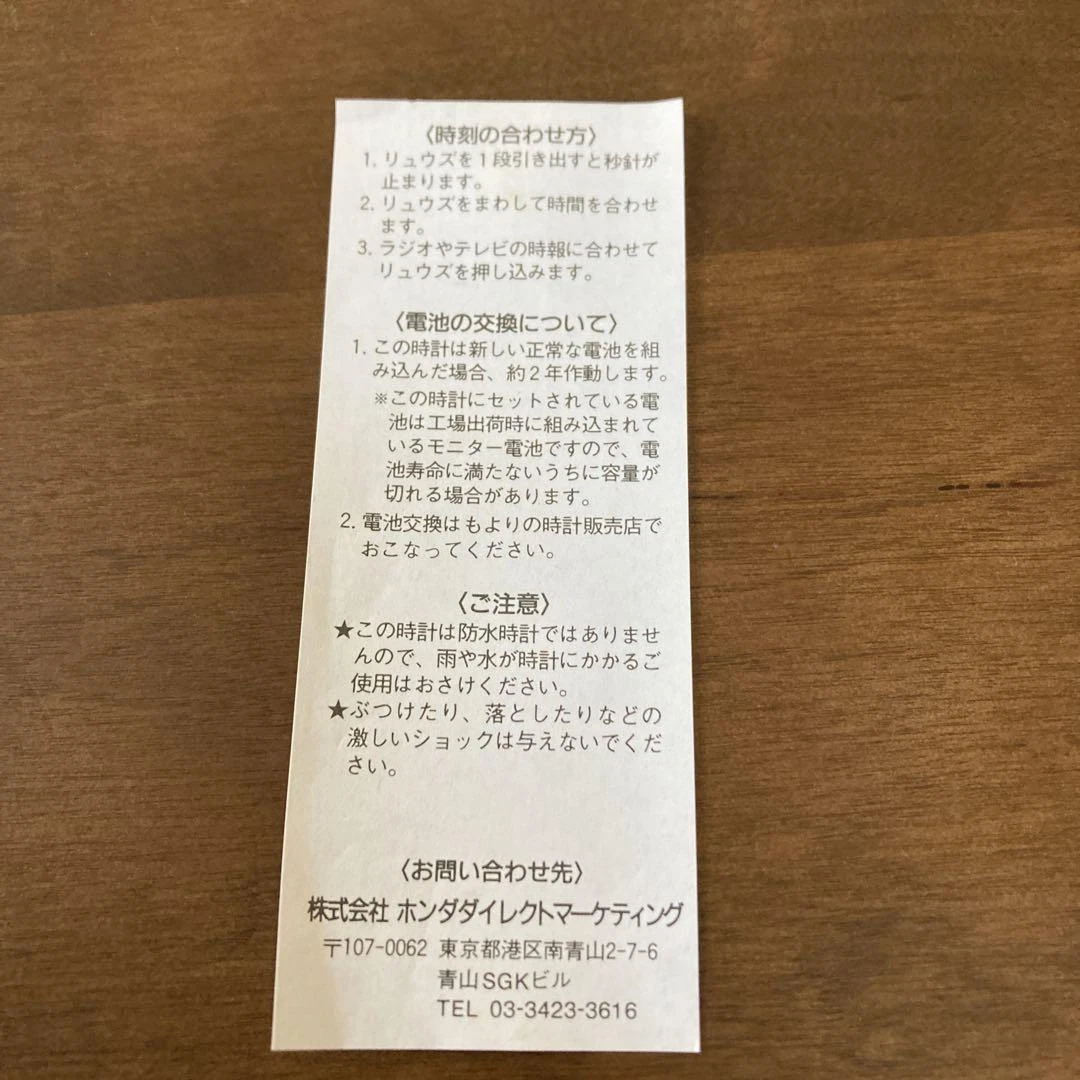 〈時刻の合わせ方〉
1. リュウズを1段引き出すと秒針が
止まります。
2. リュウズをまわして時間を合わせ
ます。
3. ラジオやテレビの時報に合わせて
リュウズを押し込みます。
〈電池の交換について〉
1. この時計は新しい正常な電池を組
み込んだ場合、約2年作動します。
※この時計にセットされている電
池は工場出荷時に組み込まれて
いるモニター電池ですので、電
池寿命に満たないうちに容量が
切れる場合があります。
2. 電池交換はもよりの時計販売店で
おこなってください。
〈ご注意〉
★この時計は防水時計ではありませ
んので、雨や水が時計にかかるご
使用はおさけください。
★ぶつけたり、落としたりなどの
激しいショックは与えないでくだ
さい。
〈お問い合わせ先〉
株式会社 ホンダダイレクトマーケティング
〒107-0062 東京都港区南青山2-7-6
青山SGKビル
TEL 03-3423-3616